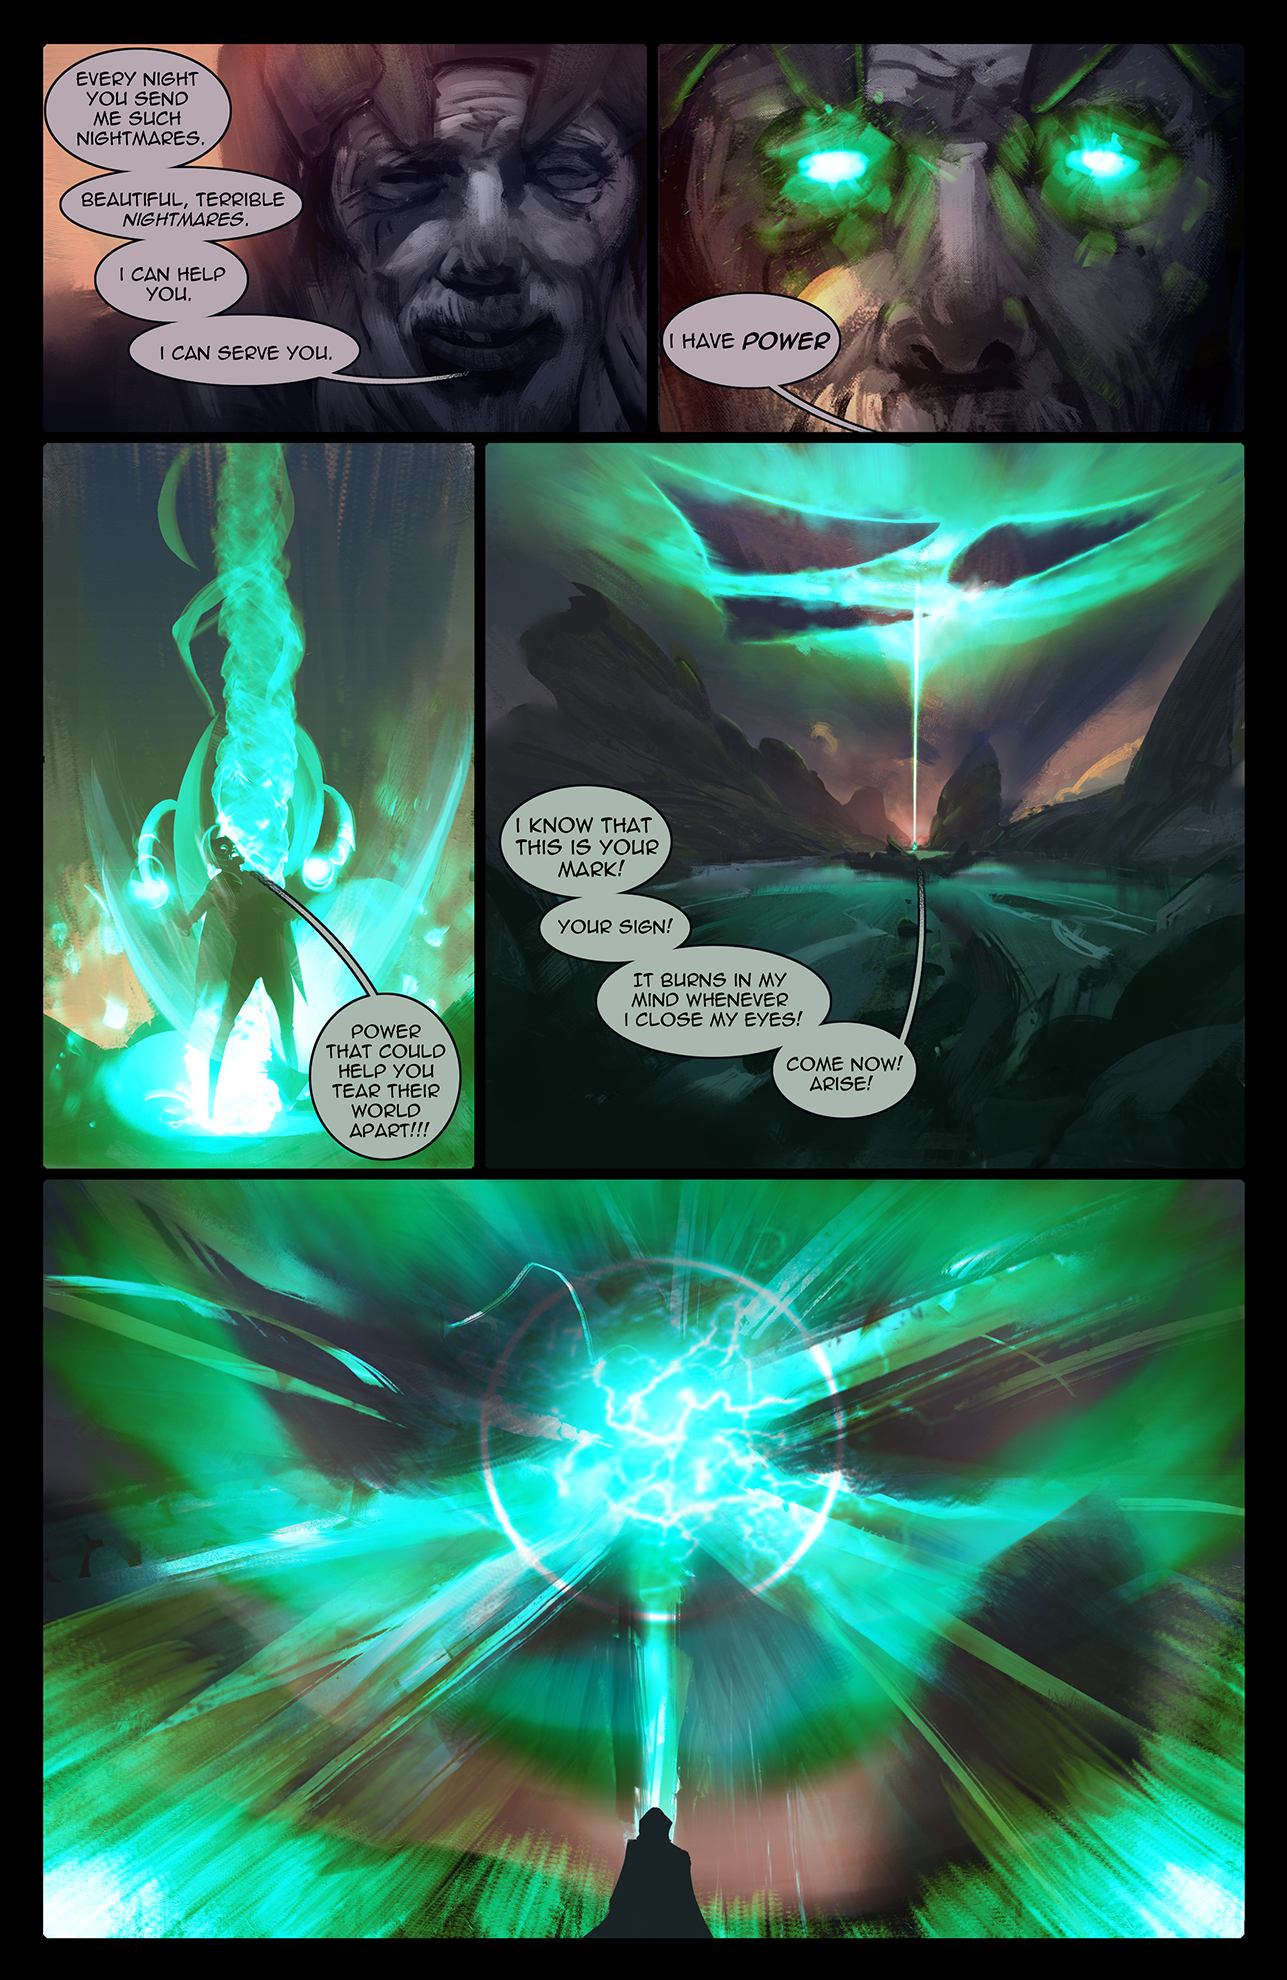 EVERY NIGHT
YOU SEND
ME SUCH
NIGHTMARES.
BEAUTIFUL, TERRIBLE
NIGHTMARES.
I CAN HELP
YOU.
I CAN SERVE YOU.
I HAVE POWER
POWER
THAT COULD
HELP YOU
TEAR THEIR
WORLD
APART!!!
I KNOW THAT
THIS IS YOUR
MARK!
YOUR SIGN!
IT BURNS IN MY
MIND WHENEVER
I CLOSE MY EYES!
COME NOW!
ARISE!